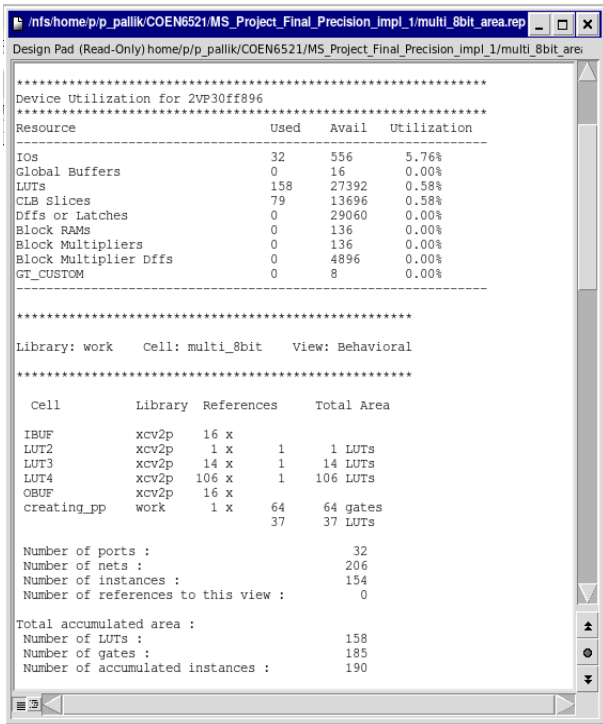 /nfs/home/p/p_pallik/COEN6521/MS_Project_Final_Precision_impl_1/multi_8bit_area.rep
Design Pad (Read-Only) home/p/p_pallik/COEN6521/MS_Project_Final_Precision_impl_1/multi_8bit_area
***************************************************************
Device Utilization for 2VP30ff896
***************************************************************
Resource Used Avail Utilization
---------------------------------------------------------------
IOs 32 556 5.76%
Global Buffers 0 16 0.00%
LUTs 158 27392 0.58%
CLB Slices 79 13696 0.58%
Dffs or Latches 0 29060 0.00%
Block RAMs 0 136 0.00%
Block Multipliers 0 136 0.00%
Block Multiplier Dffs 0 4896 0.00%
GT_CUSTOM 0 8 0.00%
---------------------------------------------------------------
*****************************************************
Library: work Cell: multi_8bit View: Behavioral
*****************************************************
Cell Library References Total Area
IBUF xcv2p 16 x
LUT2 xcv2p 1 x 1 1 LUTs
LUT3 xcv2p 14 x 1 14 LUTs
LUT4 xcv2p 106 x 1 106 LUTs
OBUF xcv2p 16 x
creating_pp work 1 x 64 64 gates
37 37 LUTs
Number of ports : 32
Number of nets : 206
Number of instances : 154
Number of references to this view : 0
Total accumulated area :
Number of LUTs : 158
Number of gates : 185
Number of accumulated instances : 190